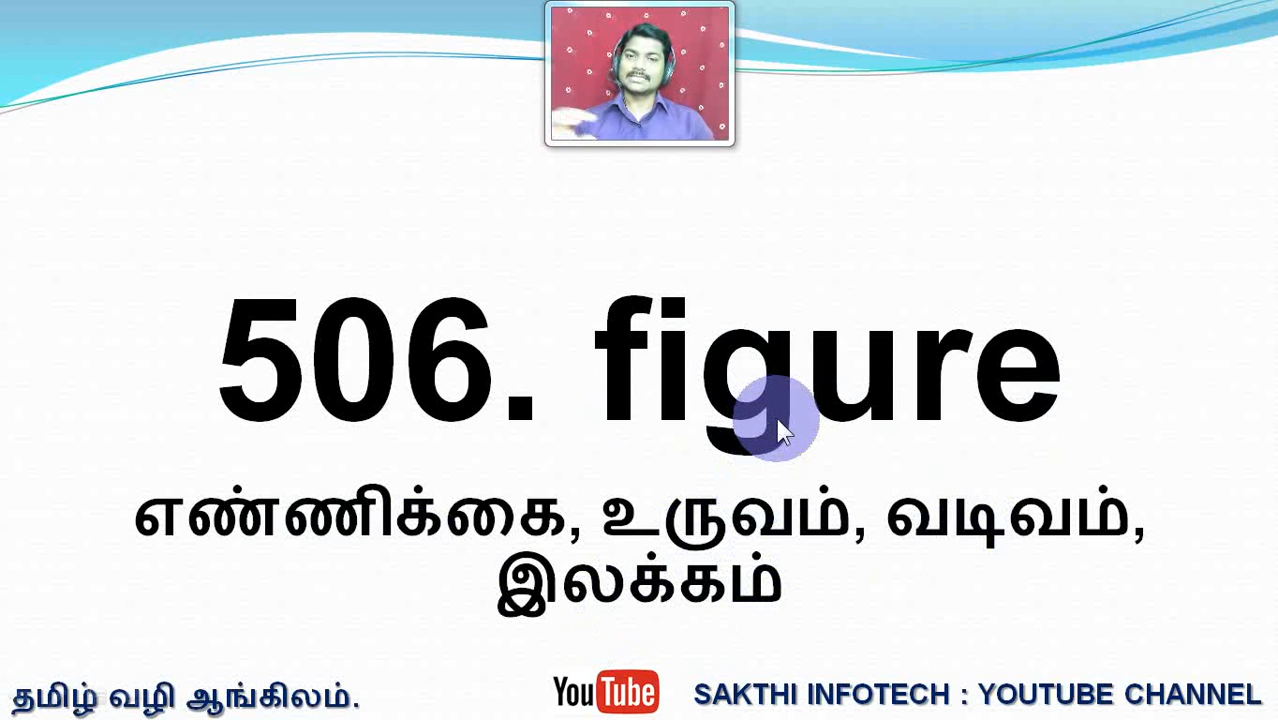 506. figure
எண்ணிக்கை, உருவம், வடிவம்,
இலக்கம்
தமிழ் வழி ஆங்கிலம்.
YouTube
SAKTHI INFOTECH : YOUTUBE CHANNEL